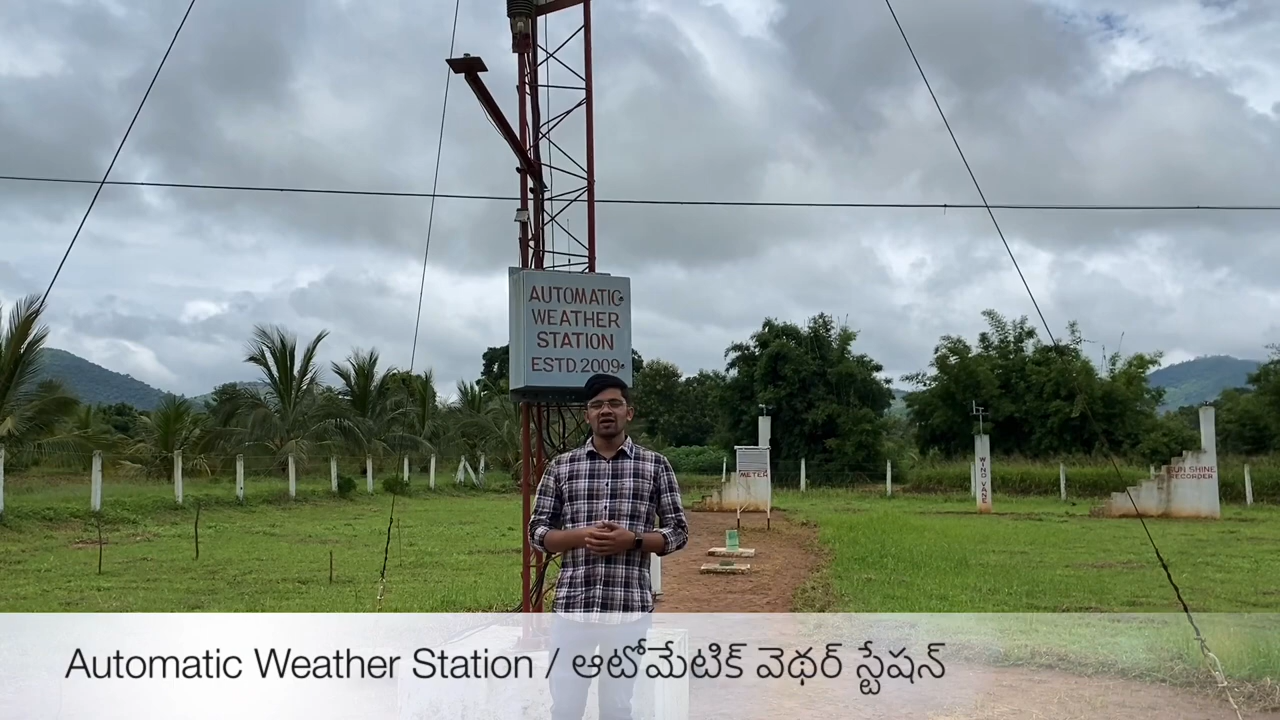 AUTOMATIC
WEATHER
STATION
ESTD.2009
METER
WIND VANE
SUN SHINE
RECORDER
Automatic Weather Station / ఆటోమేటిక్ వెథర్ స్టేషన్